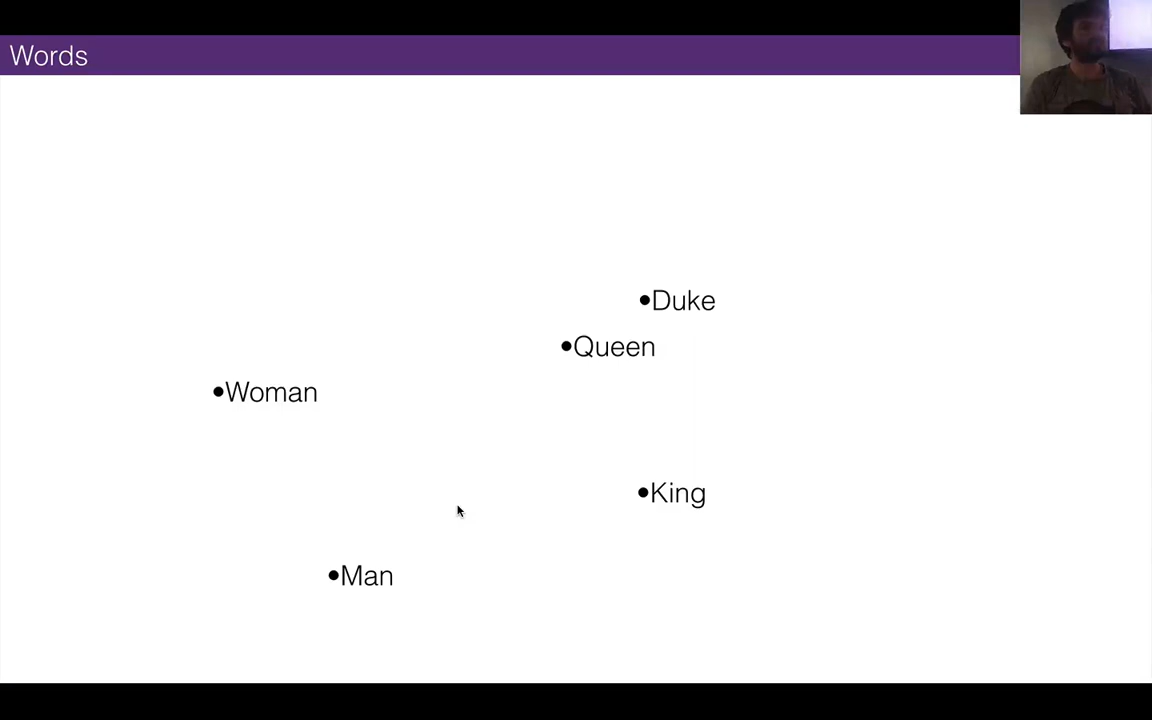 Words
•Duke
•Queen
•Woman
•King
•Man